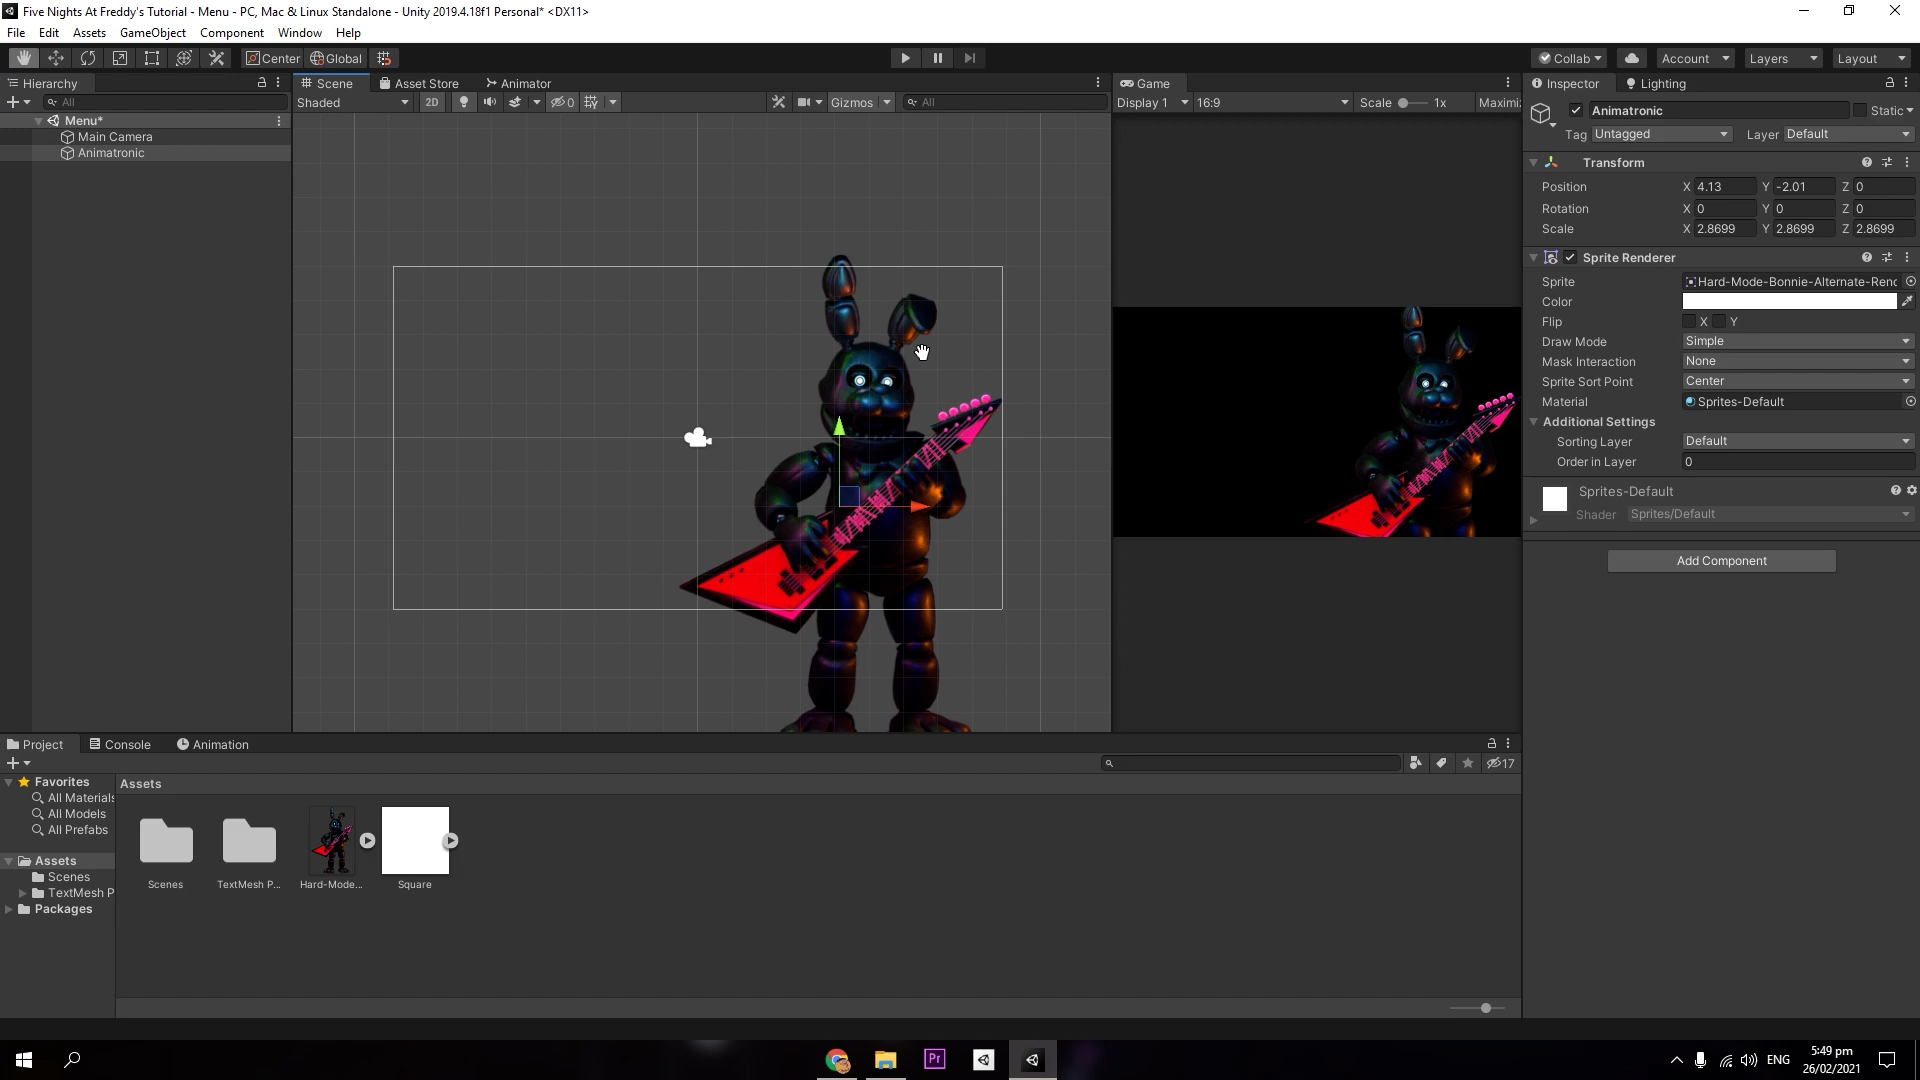 Five Nights At Freddy's Tutorial - Menu - PC, Mac & Linux Standalone - Unity 2019.4.18f1 Personal* <DX11>
File Edit Assets GameObject Component Window Help
Center Global Collab Account Layers Layout
Hierarchy Scene Asset Store Animator Game Inspector Lighting
All Shaded 2D 0 Gizmos All Display 1 16:9 Scale 1x Maximi
Menu*
Main Camera
Animatronic
Animatronic Static
Tag Untagged Layer Default
Transform
Position X 4.13 Y -2.01 Z 0
Rotation X 0 Y 0 Z 0
Scale X 2.8699 Y 2.8699 Z 2.8699
Sprite Renderer
Sprite Hard-Mode-Bonnie-Alternate-Renc
Color
Flip X Y
Draw Mode Simple
Mask Interaction None
Sprite Sort Point Center
Material Sprites-Default
Additional Settings
Sorting Layer Default
Order in Layer 0
Sprites-Default
Shader Sprites/Default
Add Component
Project Console Animation
17
Favorites
All Materials
All Models
All Prefabs
Assets
Scenes
TextMesh P
Packages
Assets
Scenes TextMesh P... Hard-Mode... Square
Pr
ENG
5:49 pm
26/02/2021